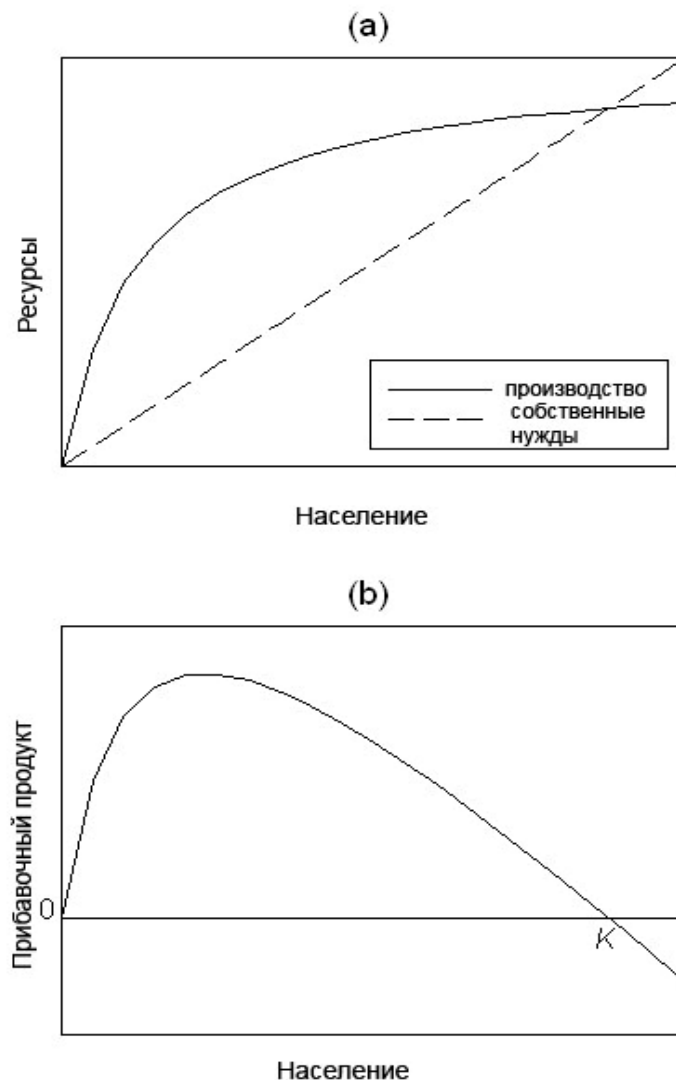 (a)
Ресурсы
производство
собственные
нужды
Население
(b)
Прибавочный продукт
0
K
Население